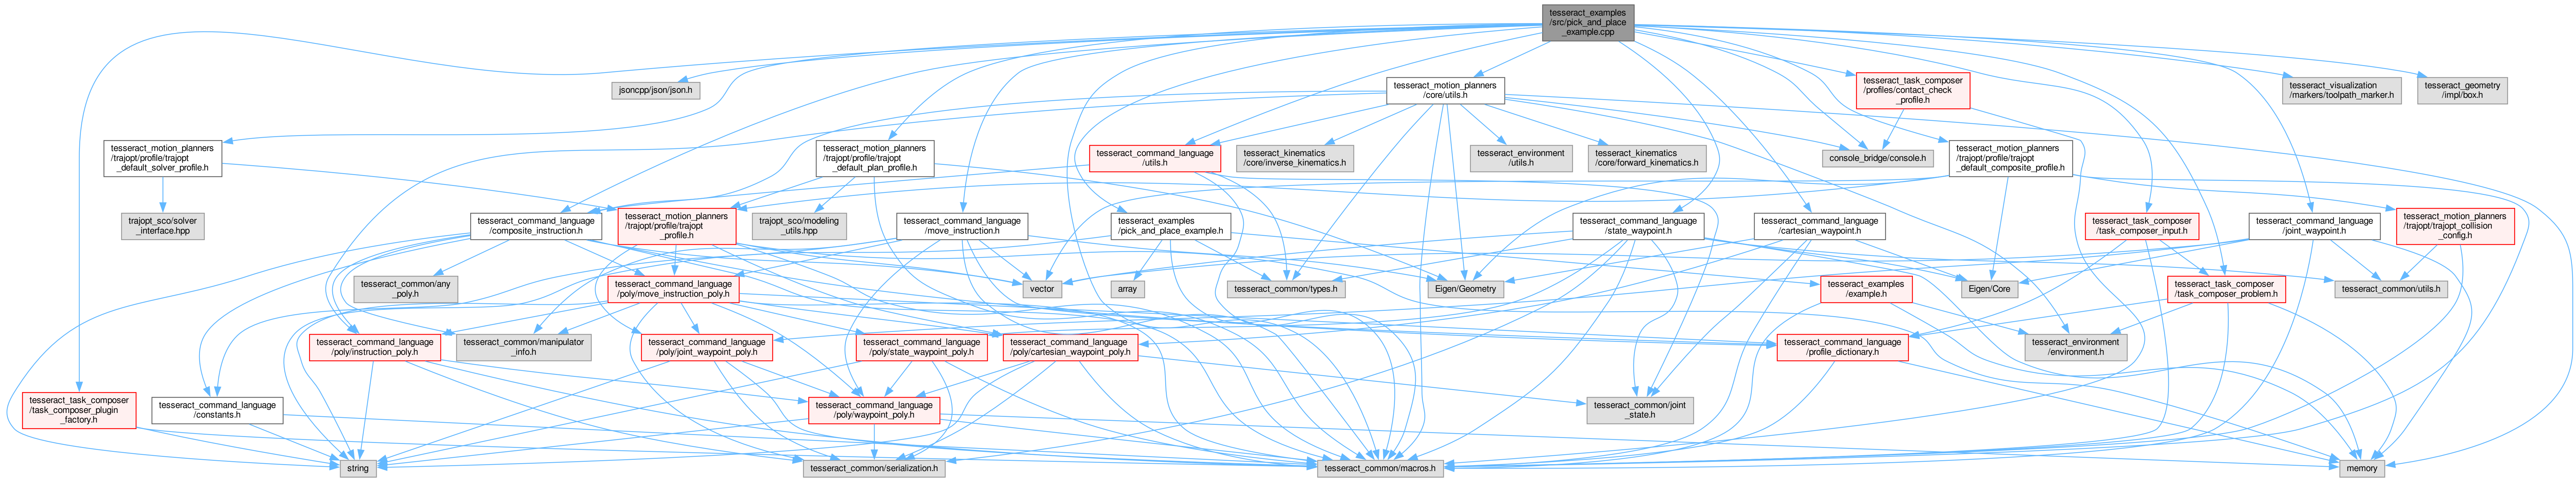 tesseract_examples
/src/pick_and_place
_example.cpp
jsoncpp/json/json.h
tesseract_motion_planners
/core/utils.h
tesseract_task_composer
/profiles/contact_check
_profile.h
tesseract_visualization
/markers/toolpath_marker.h
tesseract_geometry
/impl/box.h
tesseract_motion_planners
/trajopt/profile/trajopt
_default_solver_profile.h
tesseract_motion_planners
/trajopt/profile/trajopt
_default_plan_profile.h
tesseract_command_language
/utils.h
tesseract_kinematics
/core/inverse_kinematics.h
tesseract_environment
/utils.h
tesseract_kinematics
/core/forward_kinematics.h
console_bridge/console.h
tesseract_motion_planners
/trajopt/profile/trajopt
_default_composite_profile.h
trajopt_sco/solver
_interface.hpp
tesseract_command_language
/composite_instruction.h
tesseract_motion_planners
/trajopt/profile/trajopt
_profile.h
trajopt_sco/modeling
_utils.hpp
tesseract_command_language
/move_instruction.h
tesseract_examples
/pick_and_place_example.h
tesseract_command_language
/state_waypoint.h
tesseract_command_language
/cartesian_waypoint.h
tesseract_task_composer
/task_composer_input.h
tesseract_command_language
/joint_waypoint.h
tesseract_motion_planners
/trajopt/trajopt_collision
_config.h
tesseract_common/any
_poly.h
tesseract_command_language
/poly/move_instruction_poly.h
vector
array
tesseract_common/types.h
Eigen/Geometry
tesseract_examples
/example.h
Eigen/Core
tesseract_task_composer
/task_composer_problem.h
tesseract_common/utils.h
tesseract_command_language
/poly/instruction_poly.h
tesseract_common/manipulator
_info.h
tesseract_command_language
/poly/joint_waypoint_poly.h
tesseract_command_language
/poly/state_waypoint_poly.h
tesseract_command_language
/poly/cartesian_waypoint_poly.h
tesseract_command_language
/profile_dictionary.h
tesseract_environment
/environment.h
tesseract_task_composer
/task_composer_plugin
_factory.h
tesseract_command_language
/constants.h
tesseract_command_language
/poly/waypoint_poly.h
tesseract_common/joint
_state.h
string
tesseract_common/serialization.h
tesseract_common/macros.h
memory